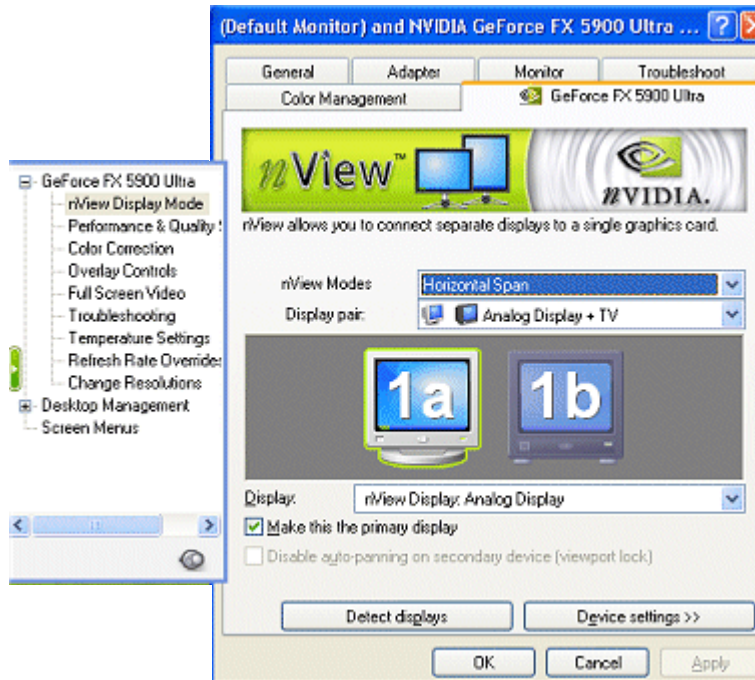 (Default Monitor) and NVIDIA GeForce FX 5900 Ultra ...
General Adapter Monitor Troubleshoot
Color Management GeForce FX 5900 Ultra
nView™ nVIDIA.
nView allows you to connect separate displays to a single graphics card.
nView Modes Horizontal Span
Display pair: Analog Display + TV
1a 1b
Display: nView Display: Analog Display
Make this the primary display
Disable auto-panning on secondary device (viewport lock)
Detect displays Device settings >>
OK Cancel Apply
GeForce FX 5900 Ultra
nView Display Mode
Performance & Quality
Color Correction
Overlay Controls
Full Screen Video
Troubleshooting
Temperature Settings
Refresh Rate Overrides
Change Resolutions
Desktop Management
Screen Menus